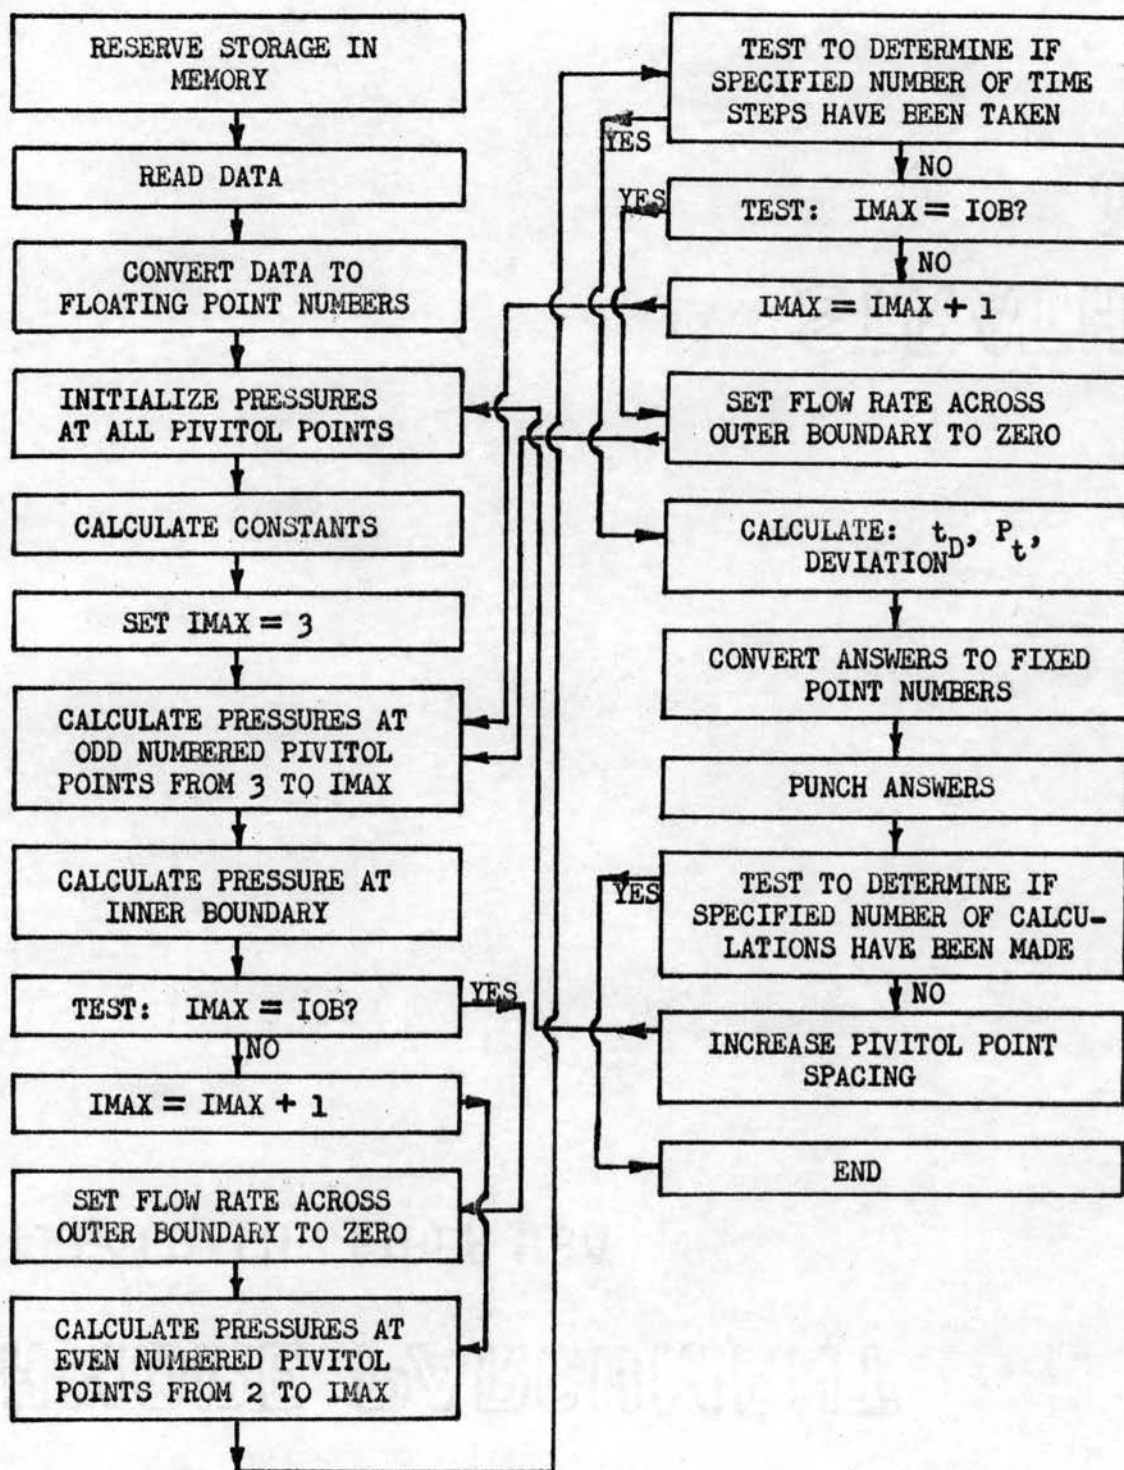 RESERVE STORAGE IN
MEMORY
READ DATA
CONVERT DATA TO
FLOATING POINT NUMBERS
INITIALIZE PRESSURES
AT ALL PIVITOL POINTS
CALCULATE CONSTANTS
SET IMAX = 3
CALCULATE PRESSURES AT
ODD NUMBERED PIVITOL
POINTS FROM 3 TO IMAX
CALCULATE PRESSURE AT
INNER BOUNDARY
TEST: IMAX = IOB?
YES
NO
IMAX = IMAX + 1
SET FLOW RATE ACROSS
OUTER BOUNDARY TO ZERO
CALCULATE PRESSURES AT
EVEN NUMBERED PIVITOL
POINTS FROM 2 TO IMAX
TEST TO DETERMINE IF
SPECIFIED NUMBER OF TIME
STEPS HAVE BEEN TAKEN
YES
NO
YES
TEST: IMAX = IOB?
NO
IMAX = IMAX + 1
SET FLOW RATE ACROSS
OUTER BOUNDARY TO ZERO
CALCULATE: tD, Pt,
DEVIATION
CONVERT ANSWERS TO FIXED
POINT NUMBERS
PUNCH ANSWERS
YES
TEST TO DETERMINE IF
SPECIFIED NUMBER OF CALCU-
LATIONS HAVE BEEN MADE
NO
INCREASE PIVITOL POINT
SPACING
END